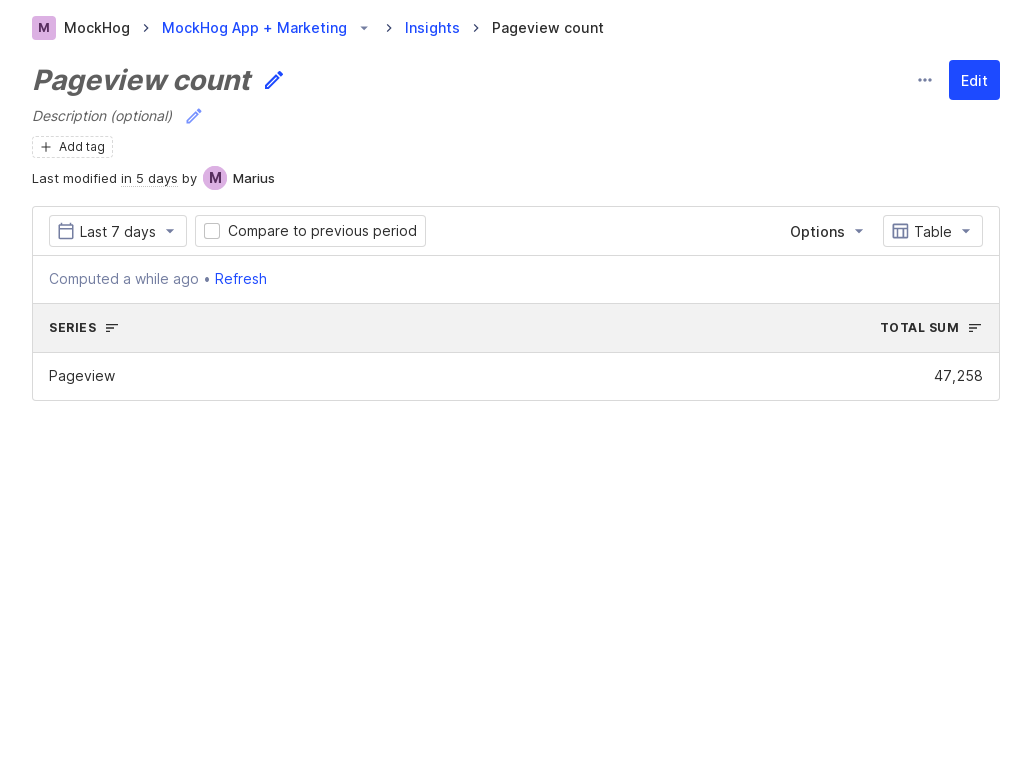 M MockHog MockHog App + Marketing Insights Pageview count
Pageview count
Edit
Description (optional)
Add tag
Last modified in 5 days by M Marius
Last 7 days Compare to previous period Options Table
Computed a while ago • Refresh
SERIES TOTAL SUM
Pageview 47,258